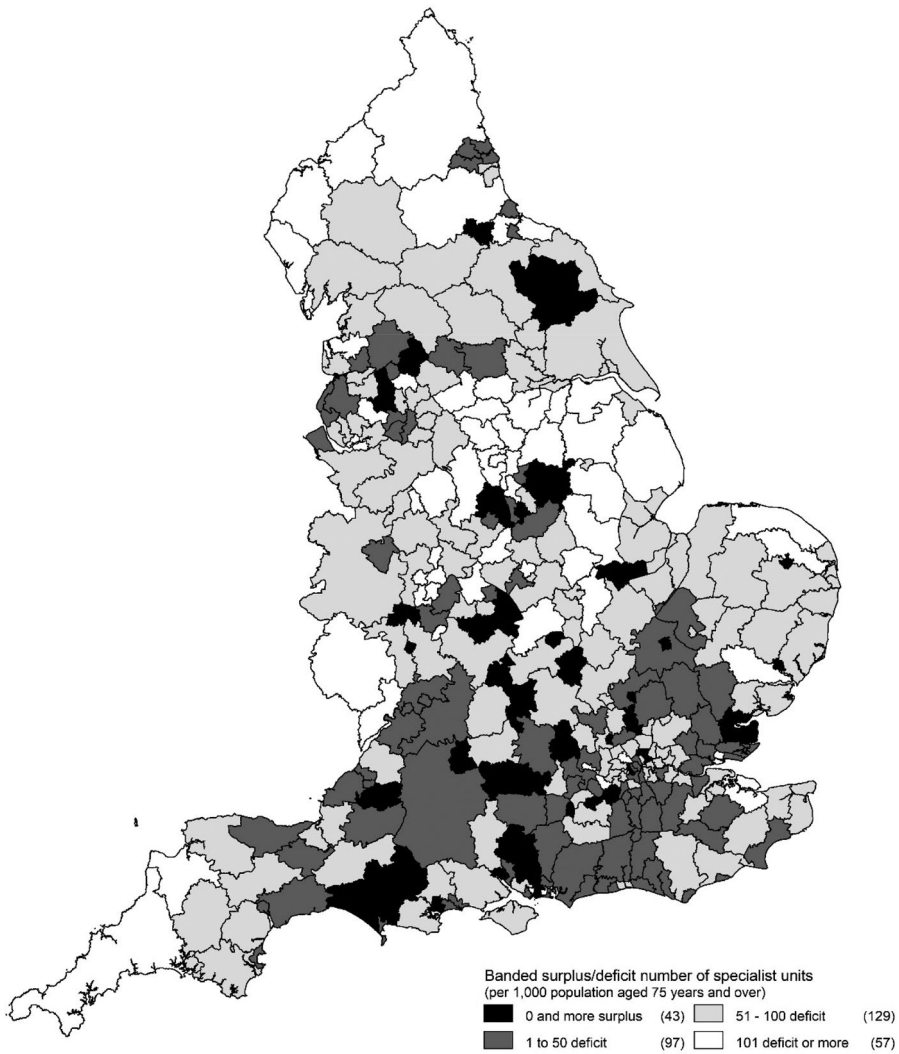 Banded surplus/deficit number of specialist units
(per 1,000 population aged 75 years and over)
0 and more surplus (43) 51 - 100 deficit (129)
1 to 50 deficit (97) 101 deficit or more (57)